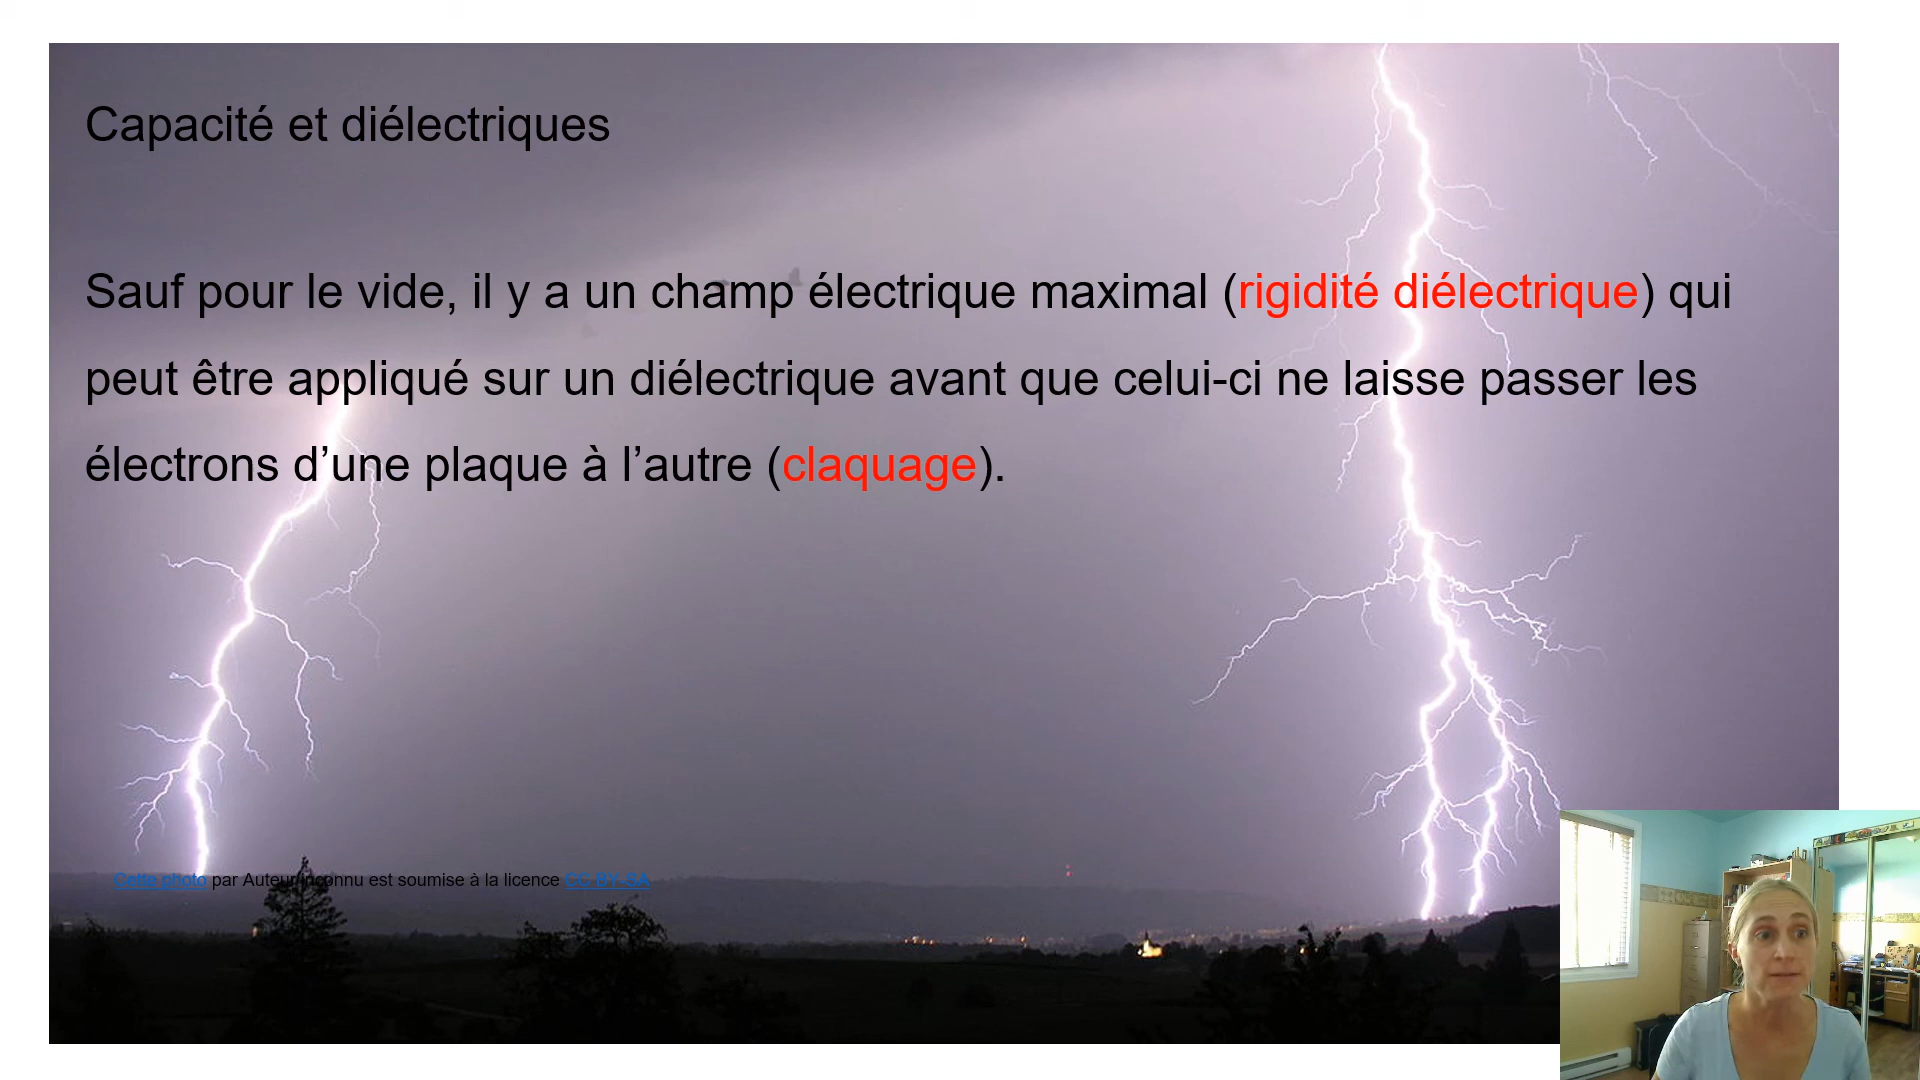 Capacité et diélectriques
Sauf pour le vide, il y a un champ électrique maximal (rigidité diélectrique) qui
peut être appliqué sur un diélectrique avant que celui-ci ne laisse passer les
électrons d’une plaque à l’autre (claquage).
Cette photo par Auteur inconnu est soumise à la licence CC BY-SA